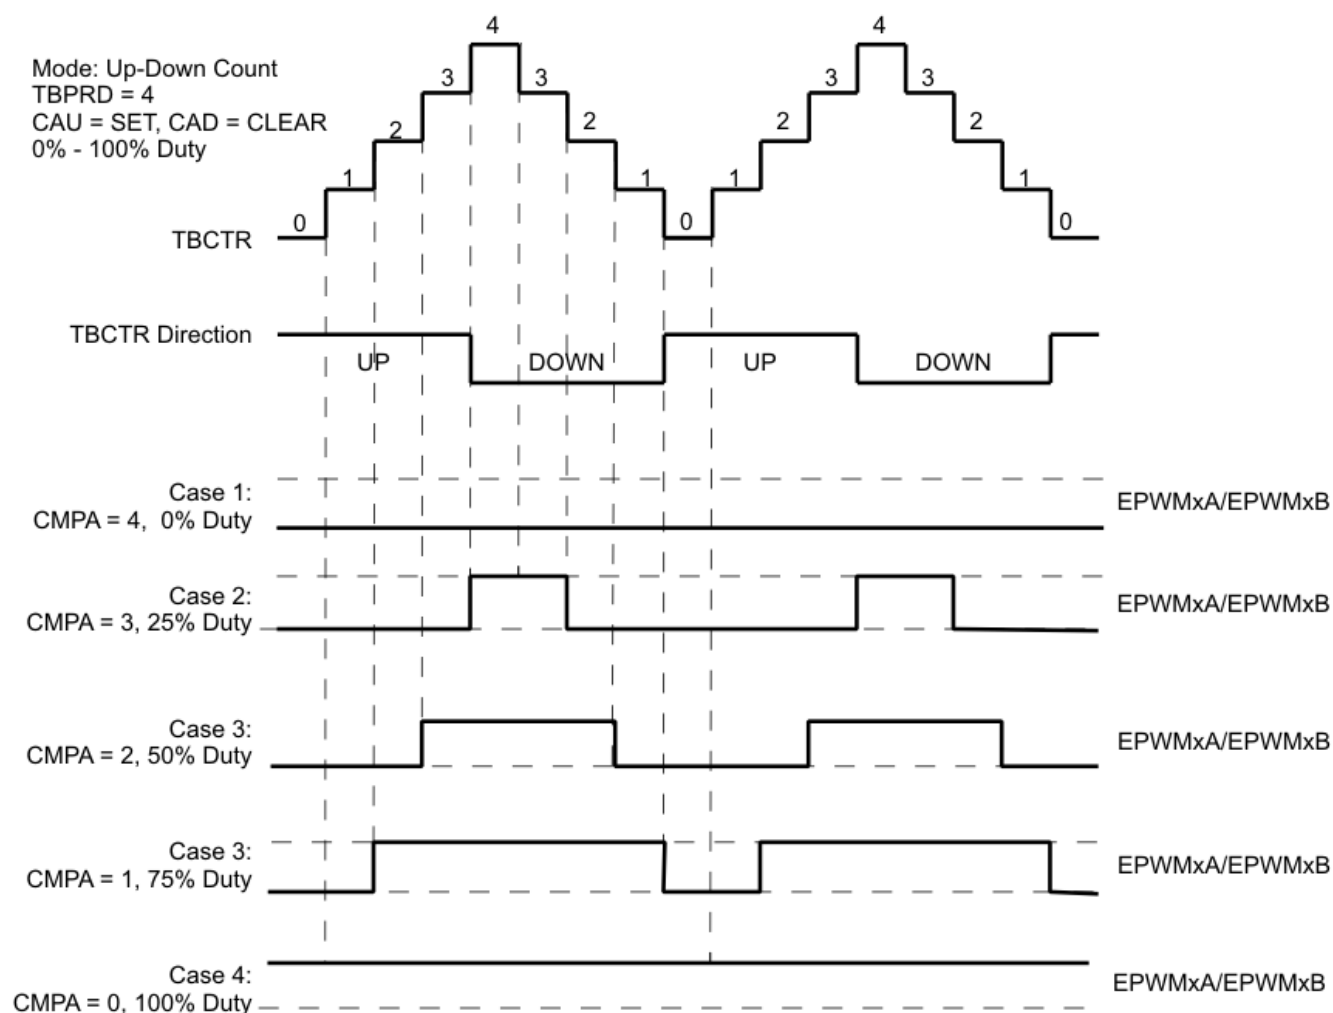 4 4
Mode: Up-Down Count
TBPRD = 4
CAU = SET, CAD = CLEAR
0% - 100% Duty
3 3 3 3
2 2 2 2
1 1 1 1
0 0 0
TBCTR
TBCTR Direction
UP DOWN UP DOWN
Case 1:
CMPA = 4, 0% Duty
EPWMxA/EPWMxB
Case 2:
CMPA = 3, 25% Duty
EPWMxA/EPWMxB
Case 3:
CMPA = 2, 50% Duty
EPWMxA/EPWMxB
Case 3:
CMPA = 1, 75% Duty
EPWMxA/EPWMxB
Case 4:
CMPA = 0, 100% Duty
EPWMxA/EPWMxB